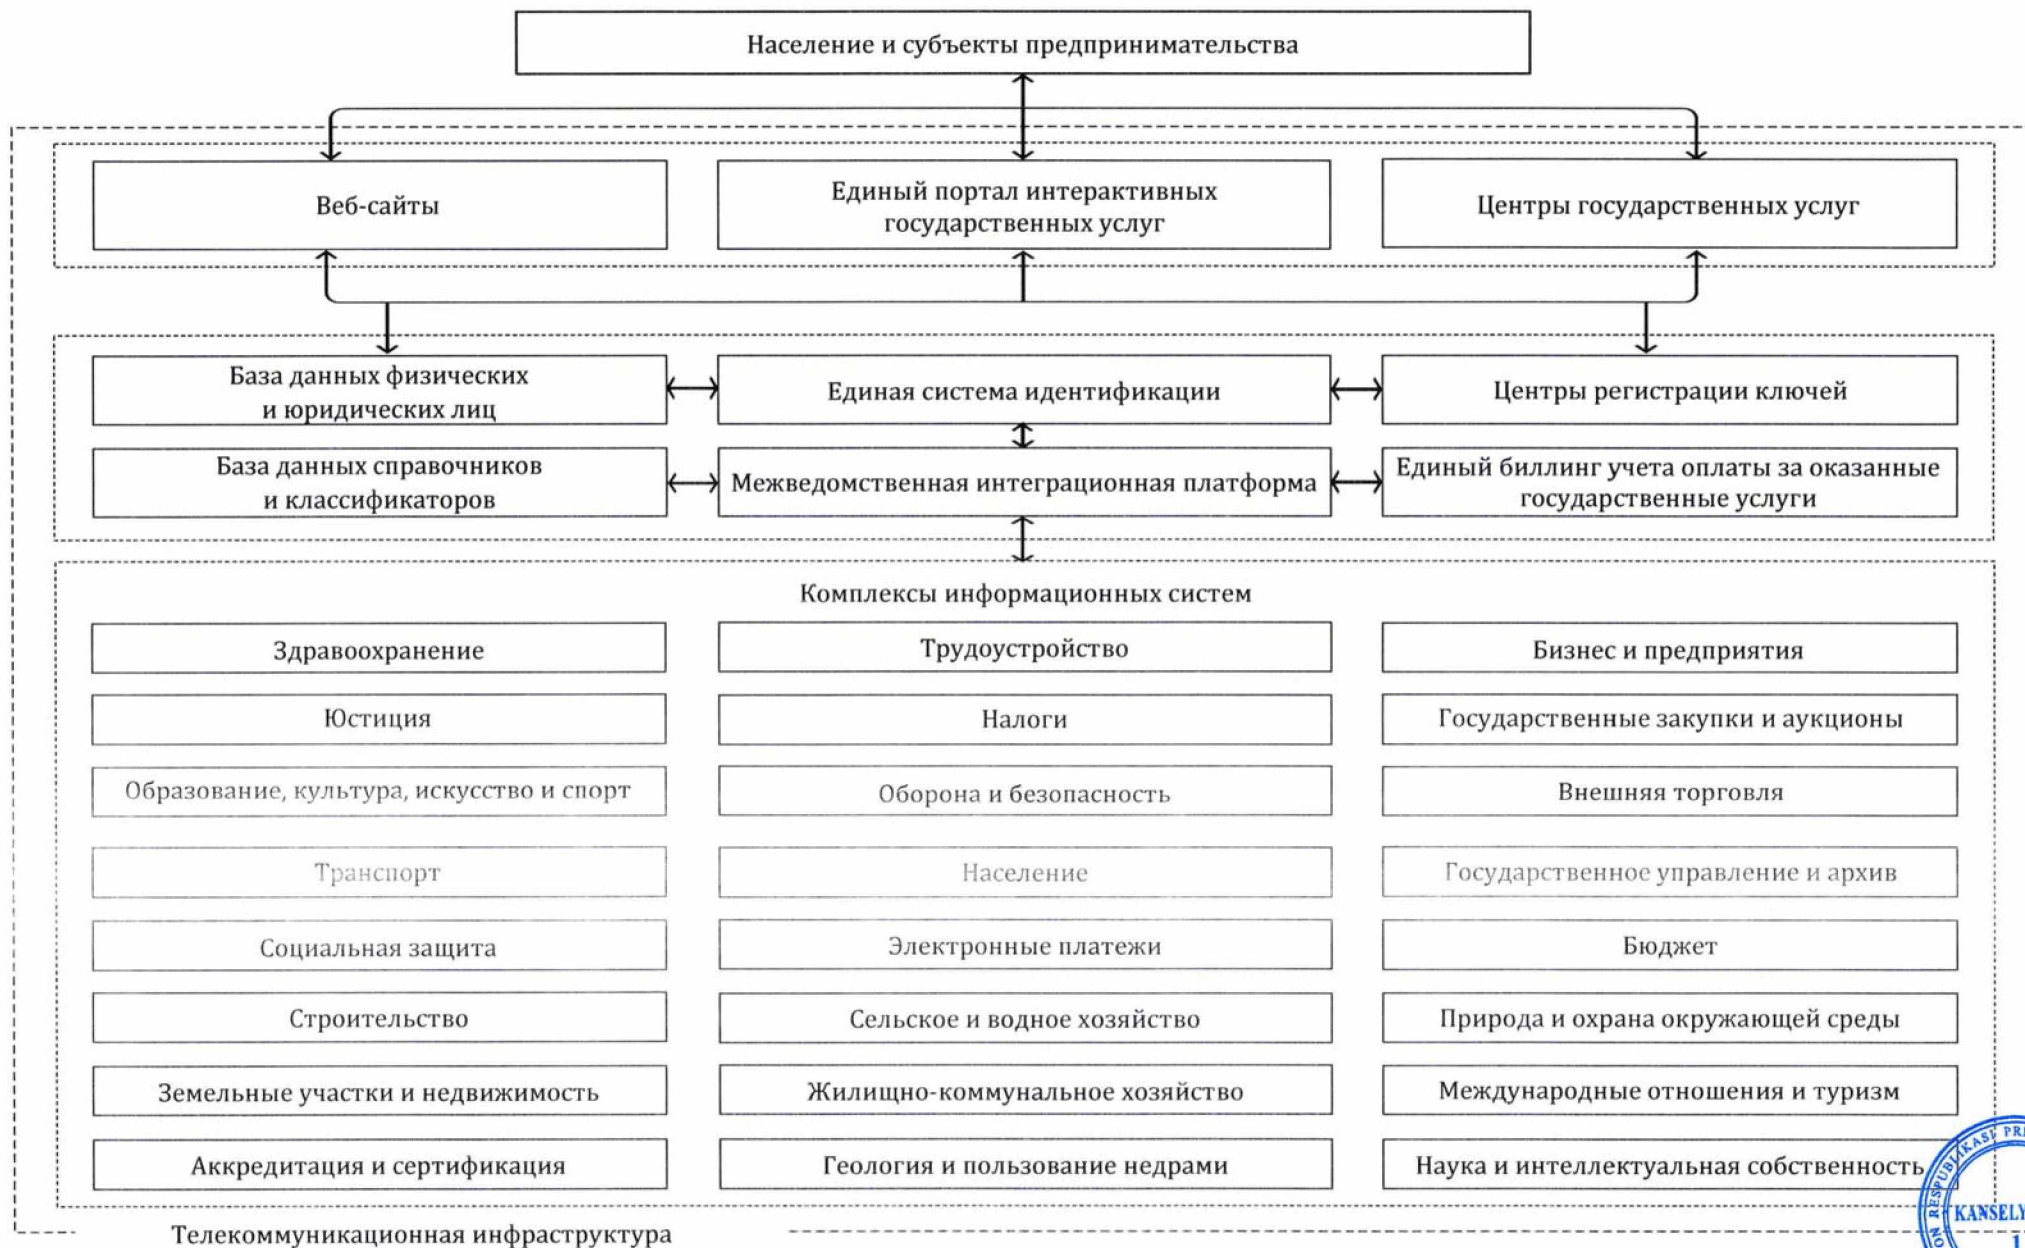 Население и субъекты предпринимательства
Веб-сайты
Единый портал интерактивных
государственных услуг
Центры государственных услуг
База данных физических
и юридических лиц
Единая система идентификации
Центры регистрации ключей
База данных справочников
и классификаторов
Межведомственная интеграционная платформа
Единый биллинг учета оплаты за оказанные
государственные услуги
Комплексы информационных систем
Здравоохранение
Трудоустройство
Бизнес и предприятия
Юстиция
Налоги
Государственные закупки и аукционы
Образование, культура, искусство и спорт
Оборона и безопасность
Внешняя торговля
Транспорт
Население
Государственное управление и архив
Социальная защита
Электронные платежи
Бюджет
Строительство
Сельское и водное хозяйство
Природа и охрана окружающей среды
Земельные участки и недвижимость
Жилищно-коммунальное хозяйство
Международные отношения и туризм
Аккредитация и сертификация
Геология и пользование недрами
Наука и интеллектуальная собственность
Телекоммуникационная инфраструктура